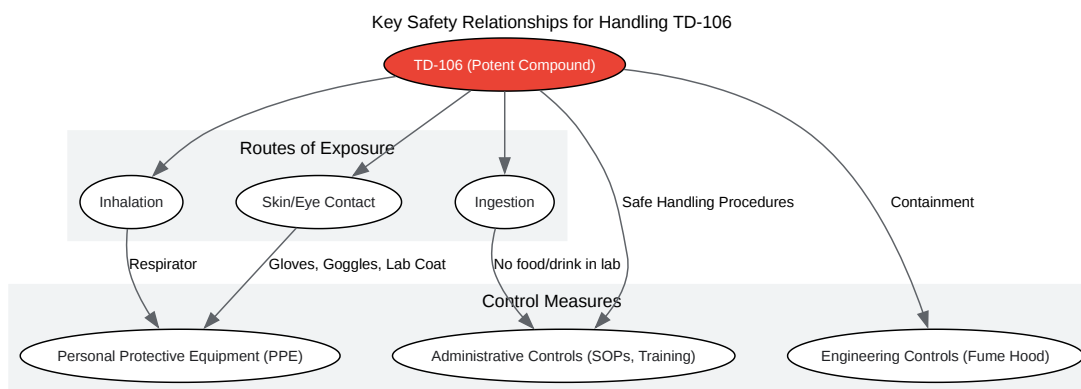 Key Safety Relationships for Handling TD-106
TD-106 (Potent Compound)
Routes of Exposure
Inhalation
Skin/Eye Contact
Ingestion
Safe Handling Procedures
Containment
Respirator
Gloves, Goggles, Lab Coat
No food/drink in lab
Control Measures
Personal Protective Equipment (PPE)
Administrative Controls (SOPs, Training)
Engineering Controls (Fume Hood)